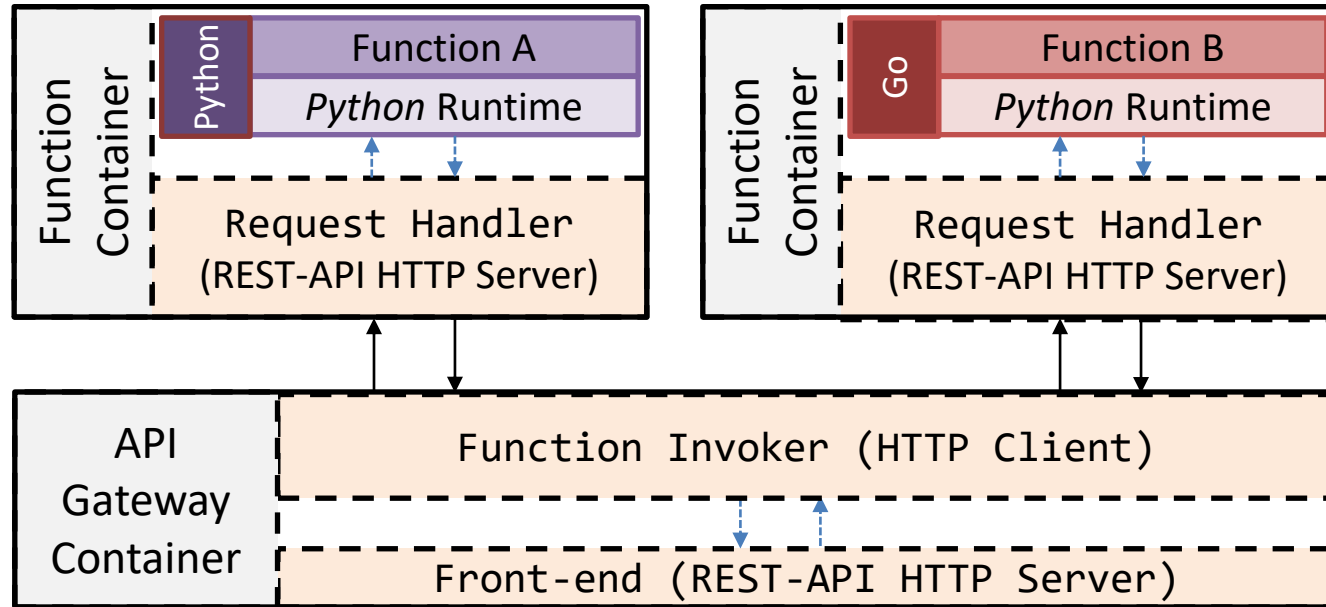 Function
Container
Python
Function A
Python Runtime
Request Handler
(REST-API HTTP Server)
Function
Container
Go
Function B
Python Runtime
Request Handler
(REST-API HTTP Server)
API
Gateway
Container
Function Invoker (HTTP Client)
Front-end (REST-API HTTP Server)